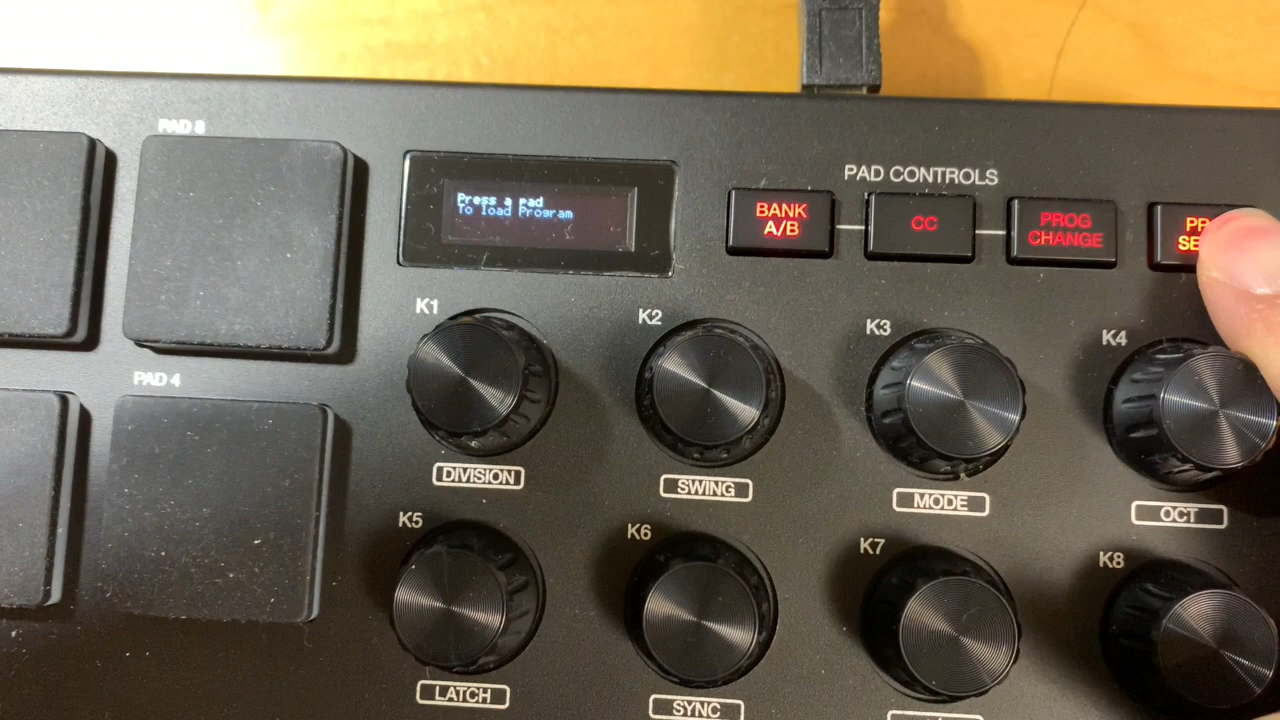 PAD 8
Press a pad
To load Program
PAD CONTROLS
BANK
A/B
CC
PROG
CHANGE
K1
K2
K3
K4
PAD 4
DIVISION
SWING
MODE
OCT
K5
K6
K7
K8
LATCH
SYNC